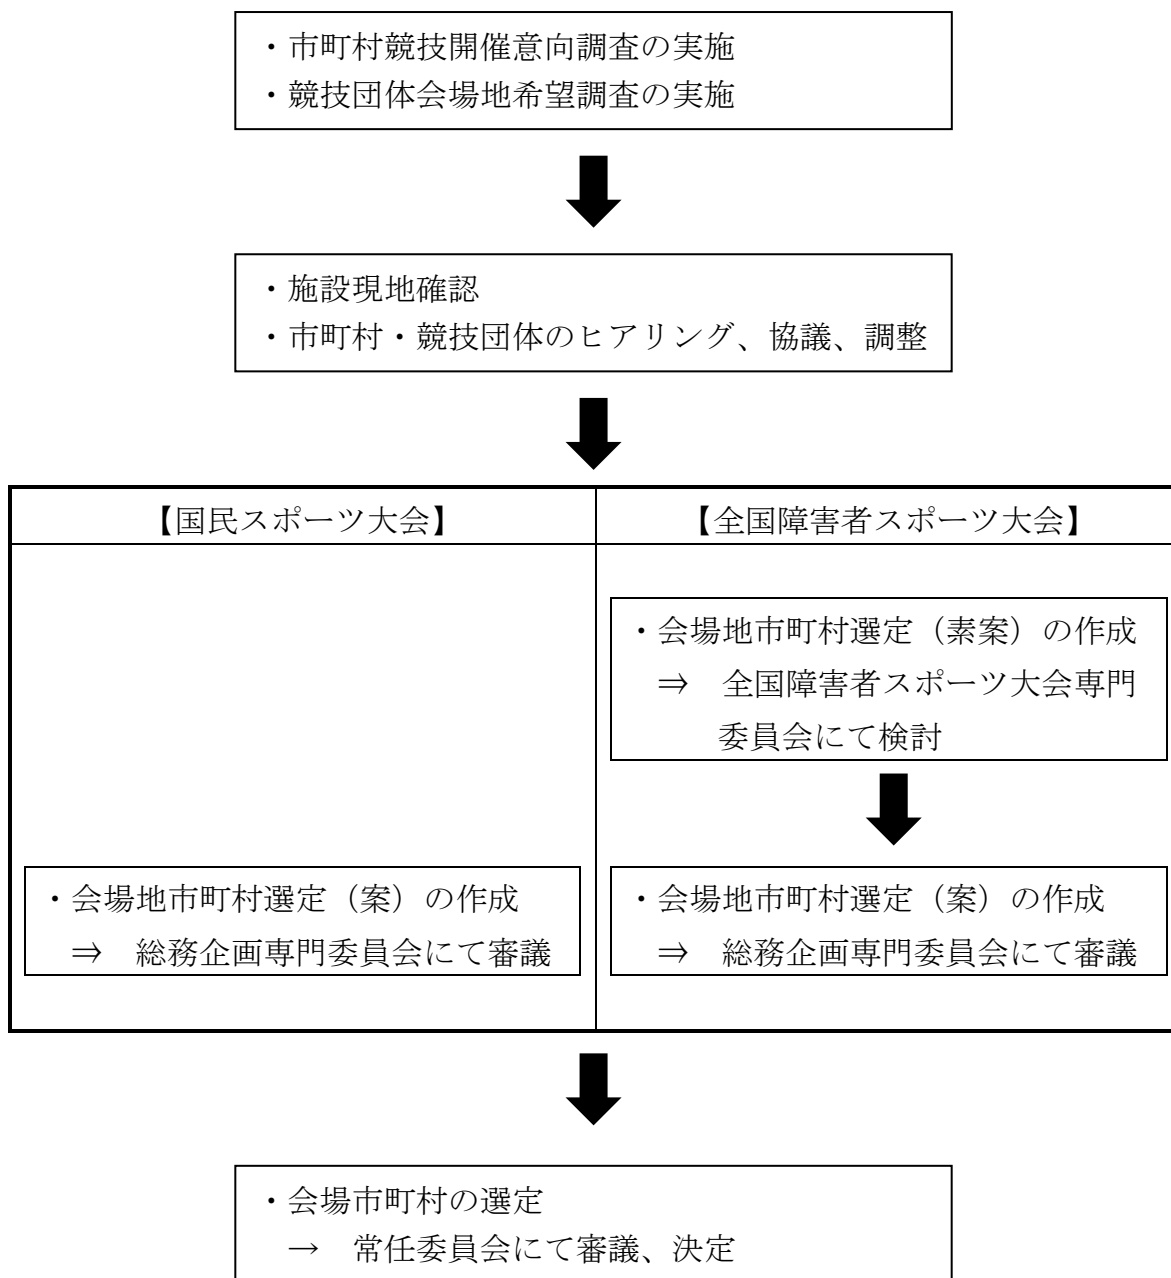 ・市町村競技開催意向調査の実施
・競技団体会場地希望調査の実施
・施設現地確認
・市町村・競技団体のヒアリング、協議、調整
【国民スポーツ大会】
【全国障害者スポーツ大会】
・会場地市町村選定（素案）の作成
⇒　全国障害者スポーツ大会専門
委員会にて検討
・会場地市町村選定（案）の作成
⇒　総務企画専門委員会にて審議
・会場地市町村選定（案）の作成
⇒　総務企画専門委員会にて審議
・会場市町村の選定
→　常任委員会にて審議、決定